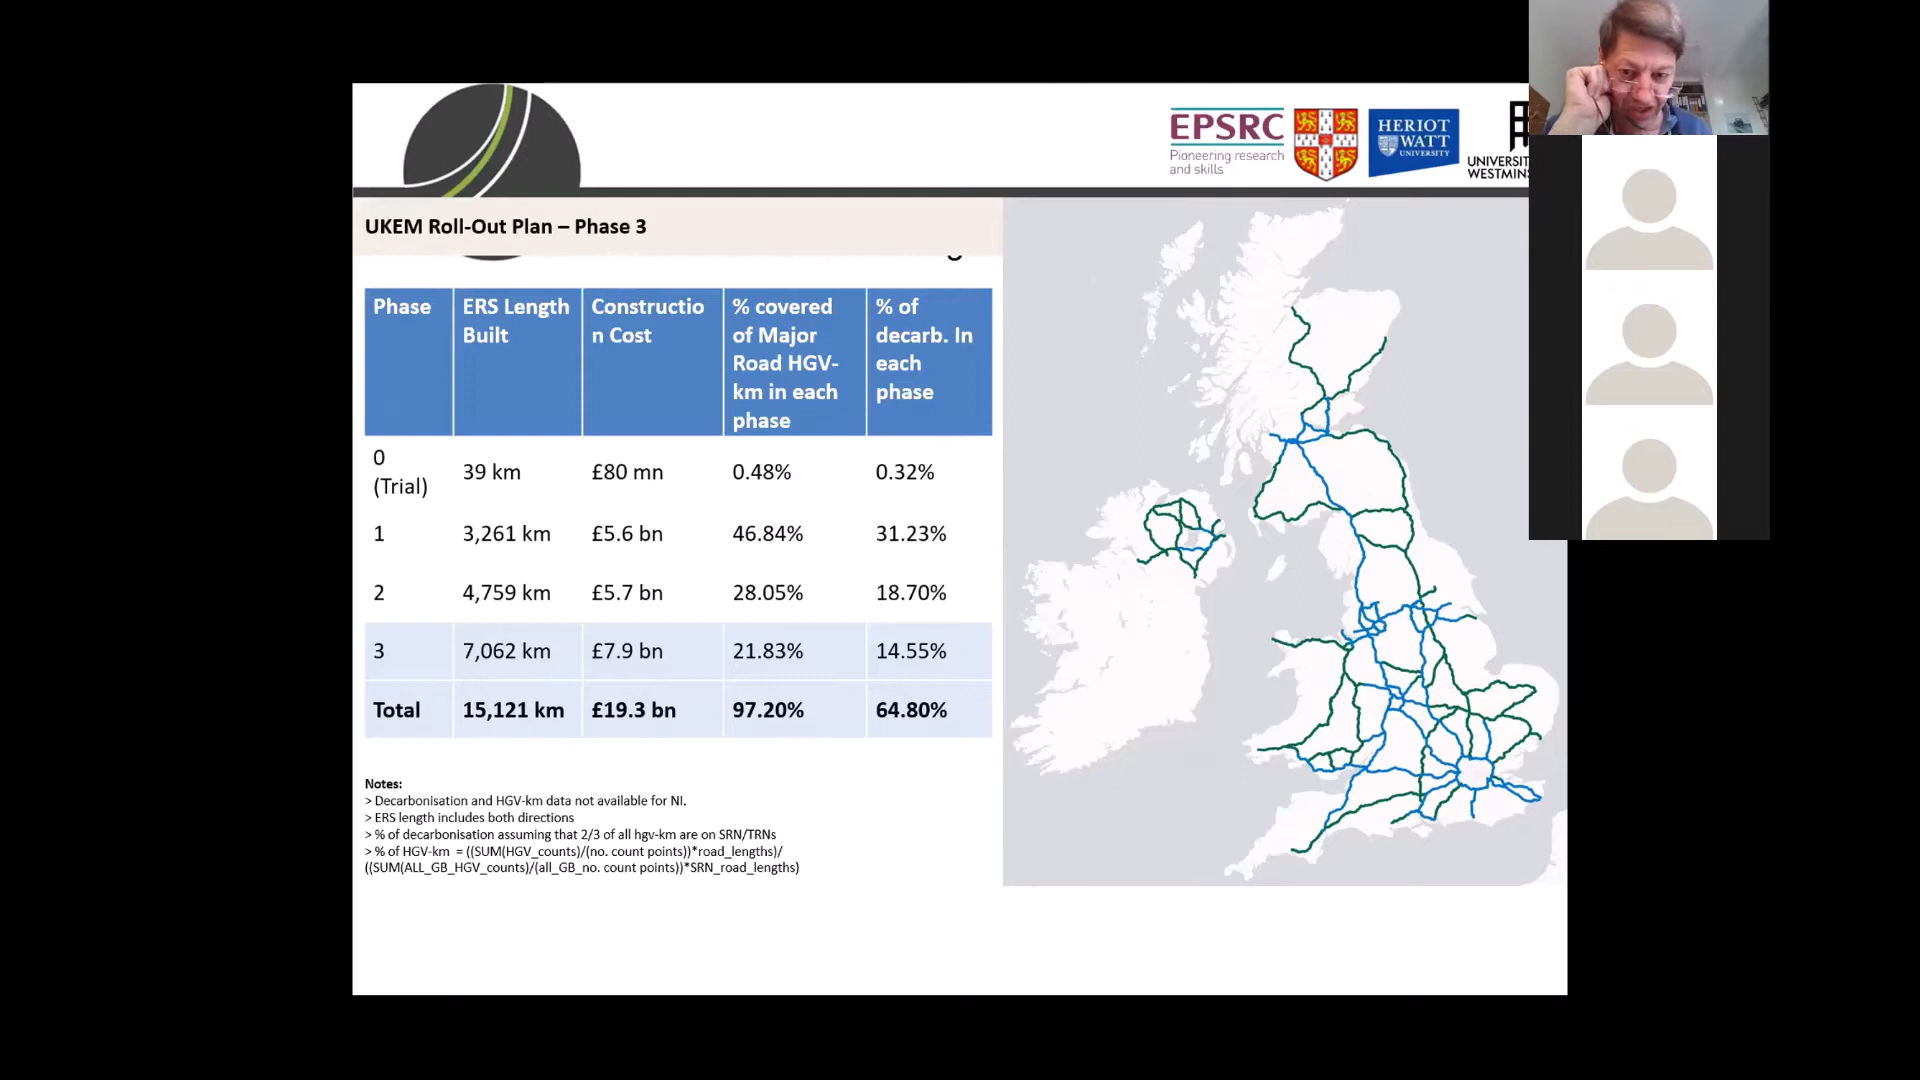 EPSRC
Pioneering research
and skills
HERIOT
WATT
UNIVERSITY
UNIVERSI
WESTMIN
UKEM Roll-Out Plan – Phase 3
Phase
ERS Length
Built
Constructio
n Cost
% covered
of Major
Road HGV-
km in each
phase
% of
decarb. In
each
phase
0
(Trial)
39 km
£80 mn
0.48%
0.32%
1
3,261 km
£5.6 bn
46.84%
31.23%
2
4,759 km
£5.7 bn
28.05%
18.70%
3
7,062 km
£7.9 bn
21.83%
14.55%
Total
15,121 km
£19.3 bn
97.20%
64.80%
Notes:
> Decarbonisation and HGV-km data not available for NI.
> ERS length includes both directions
> % of decarbonisation assuming that 2/3 of all hgv-km are on SRN/TRNs
> % of HGV-km = ((SUM(HGV_counts)/(no. count points))*road_lengths)/
((SUM(ALL_GB_HGV_counts)/(all_GB_no. count points))*SRN_road_lengths)